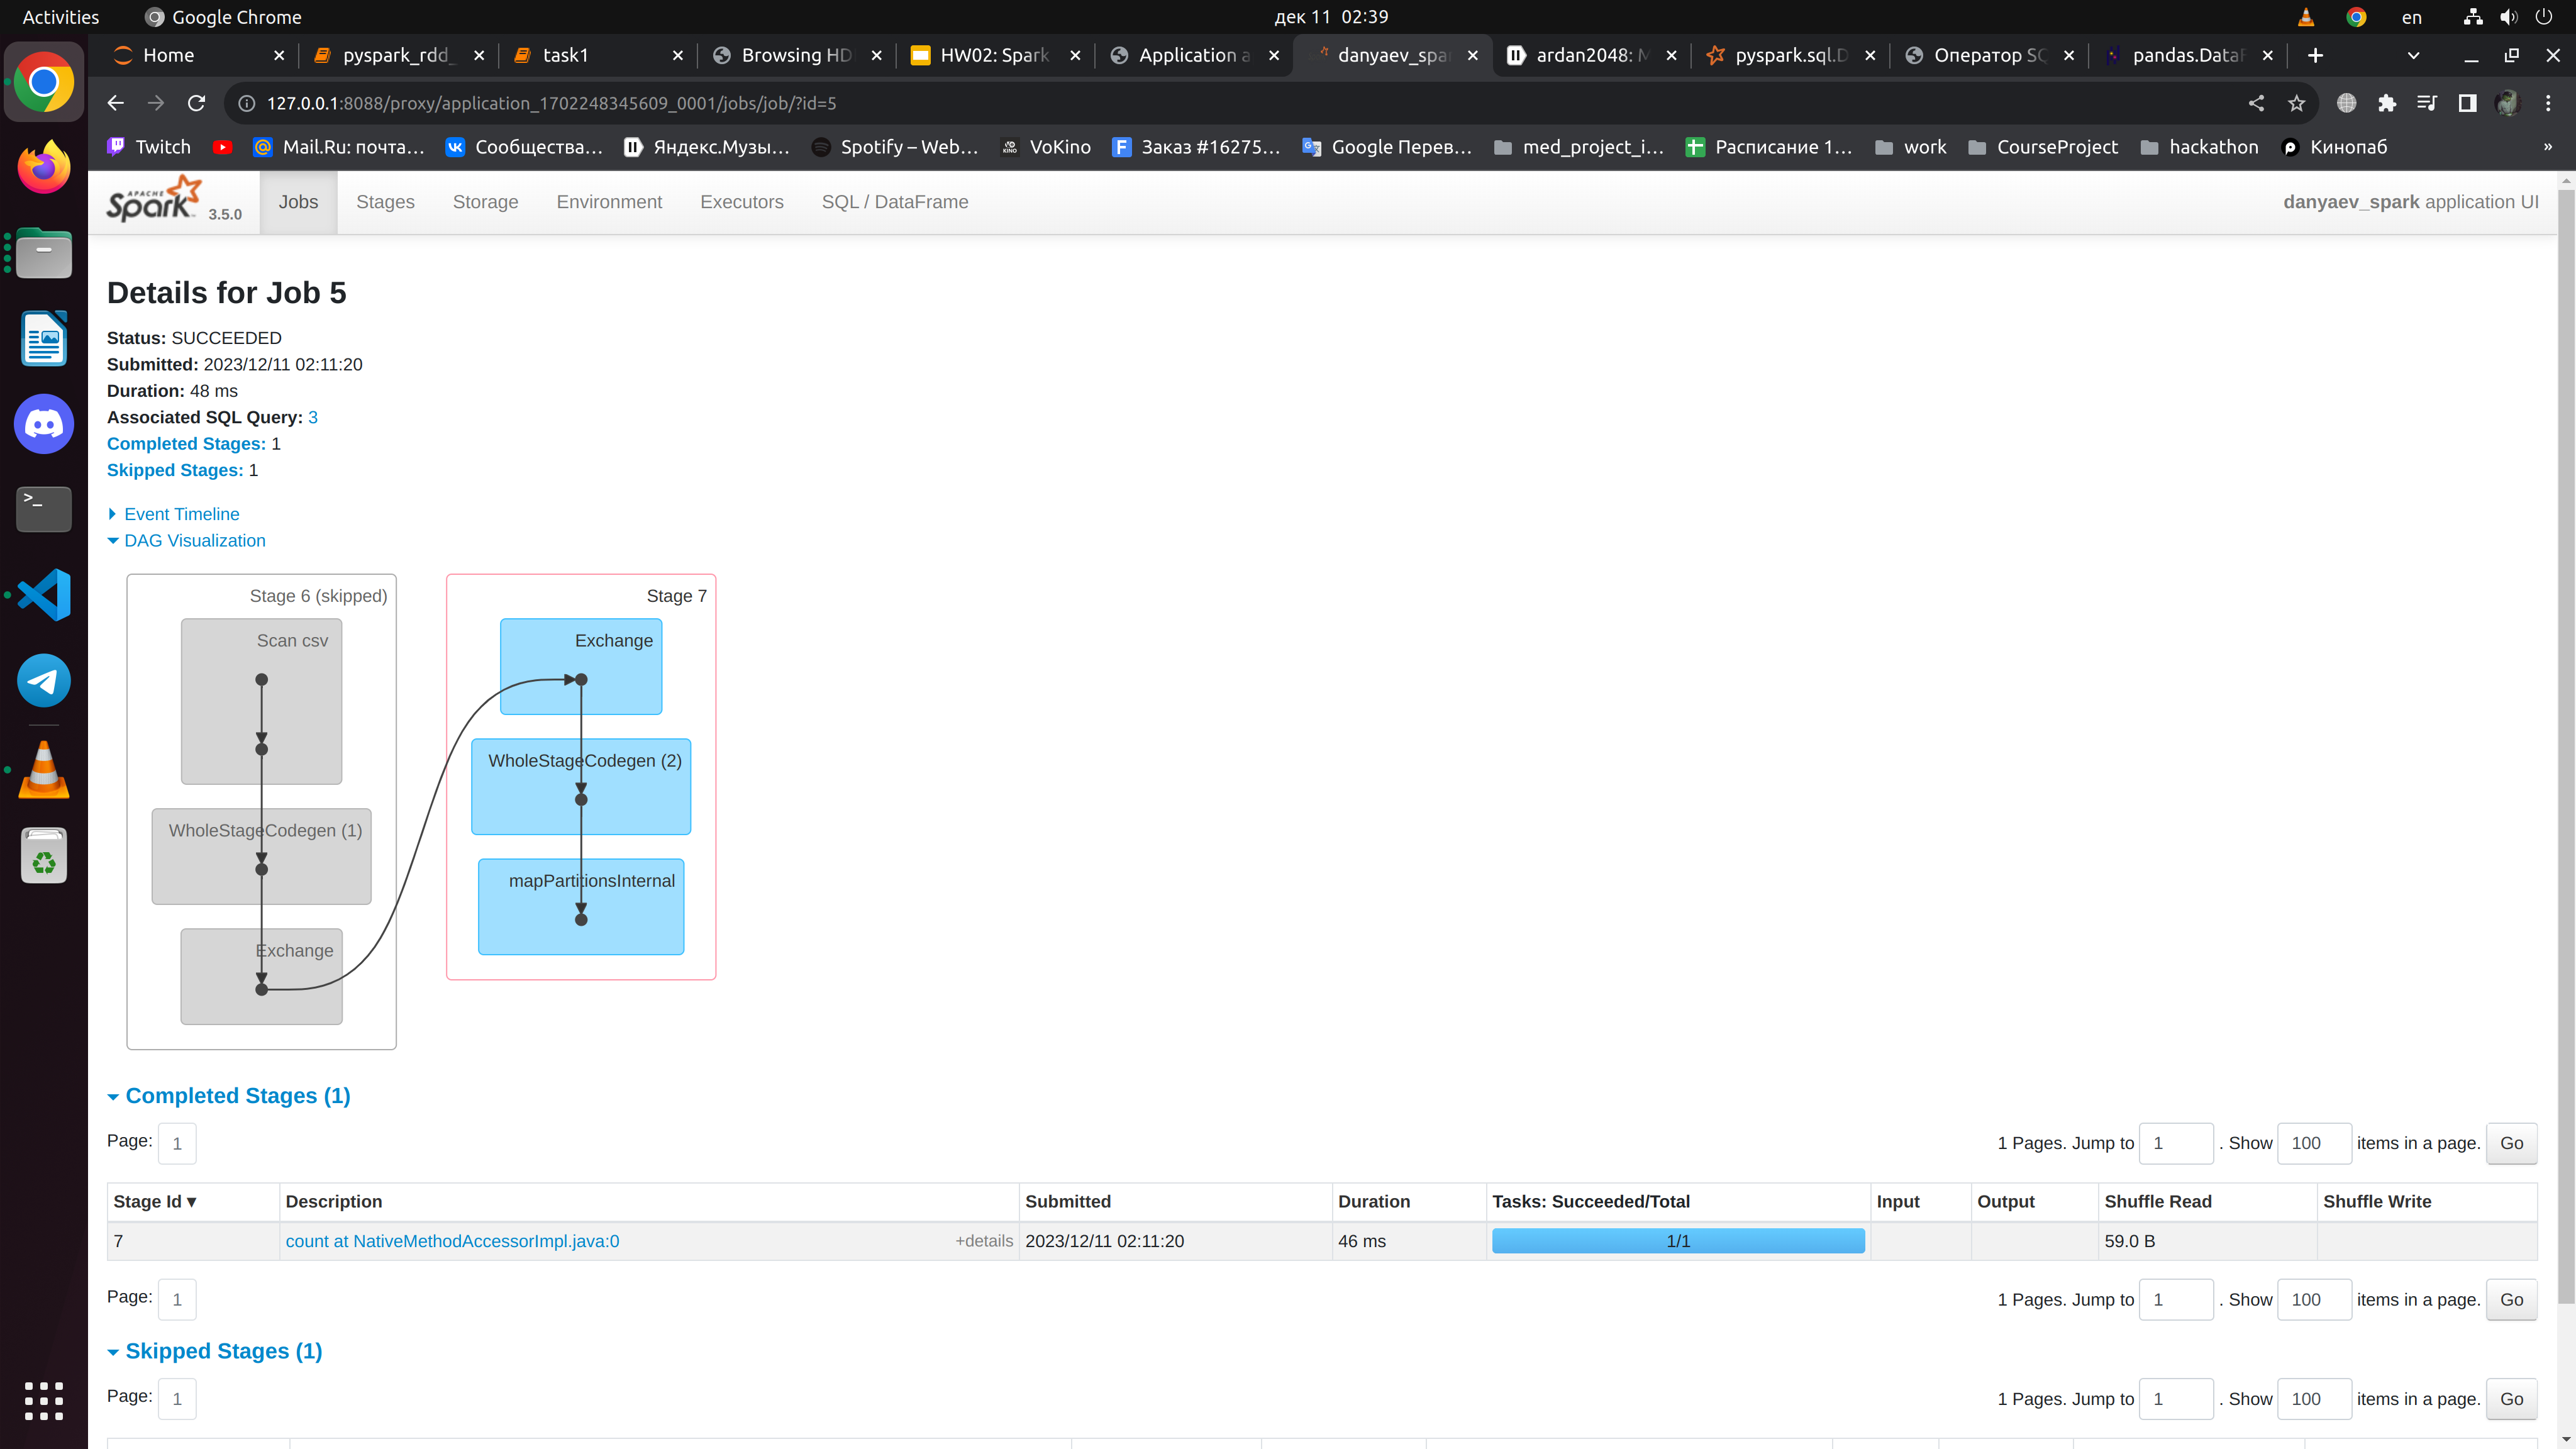 Activities
Google Chrome
дек 11 02:39
en
Home
pyspark_rdd_
task1
Browsing HD
HW02: Spark
Application a
danyaev_spa
ardan2048: M
pyspark.sql.D
Оператор SQ
pandas.DataF
127.0.0.1:8088/proxy/application_1702248345609_0001/jobs/job/?id=5
Twitch
Mail.Ru: почта…
Сообщества…
Яндекс.Музы…
Spotify – Web…
VoKino
Заказ #16275…
Google Перев…
med_project_i…
Расписание 1…
work
CourseProject
hackathon
Кинопаб
»
APACHE
Spark 3.5.0
Jobs
Stages
Storage
Environment
Executors
SQL / DataFrame
danyaev_spark application UI
Details for Job 5
Status: SUCCEEDED
Submitted: 2023/12/11 02:11:20
Duration: 48 ms
Associated SQL Query: 3
Completed Stages: 1
Skipped Stages: 1
Event Timeline
DAG Visualization
Stage 6 (skipped)
Scan csv
WholeStageCodegen (1)
Exchange
Stage 7
Exchange
WholeStageCodegen (2)
mapPartitionsInternal
Completed Stages (1)
Page: 1
1 Pages. Jump to 1 . Show 100 items in a page. Go
Stage Id ▾ Description Submitted Duration Tasks: Succeeded/Total Input Output Shuffle Read Shuffle Write
7 count at NativeMethodAccessorImpl.java:0 +details 2023/12/11 02:11:20 46 ms 1/1 59.0 B
Page: 1
1 Pages. Jump to 1 . Show 100 items in a page. Go
Skipped Stages (1)
Page: 1
1 Pages. Jump to 1 . Show 100 items in a page. Go